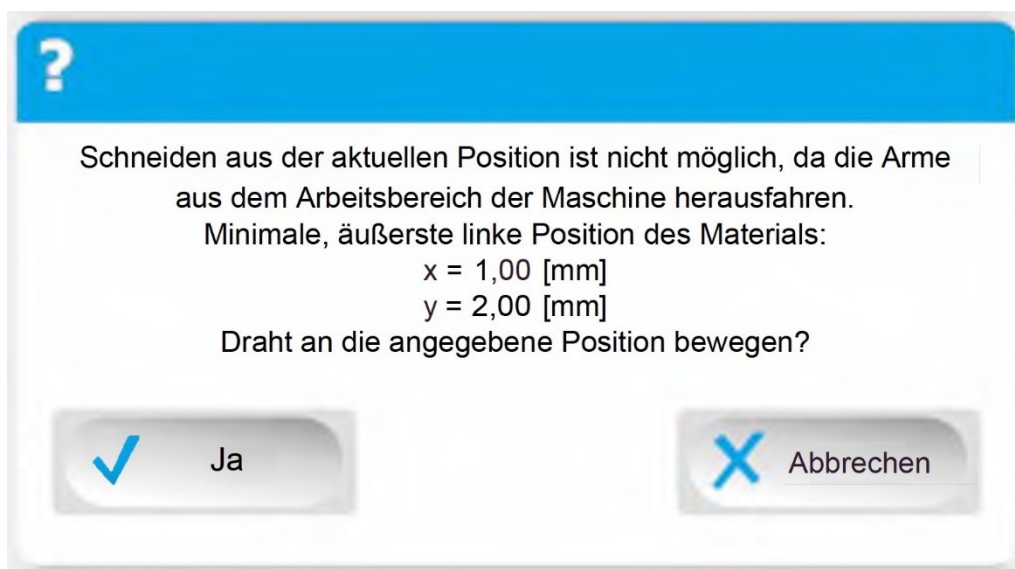 ?
Schneiden aus der aktuellen Position ist nicht möglich, da die Arme
aus dem Arbeitsbereich der Maschine herausfahren.
Minimale, äußerste linke Position des Materials:
x = 1,00 [mm]
y = 2,00 [mm]
Draht an die angegebene Position bewegen?
Ja
Abbrechen